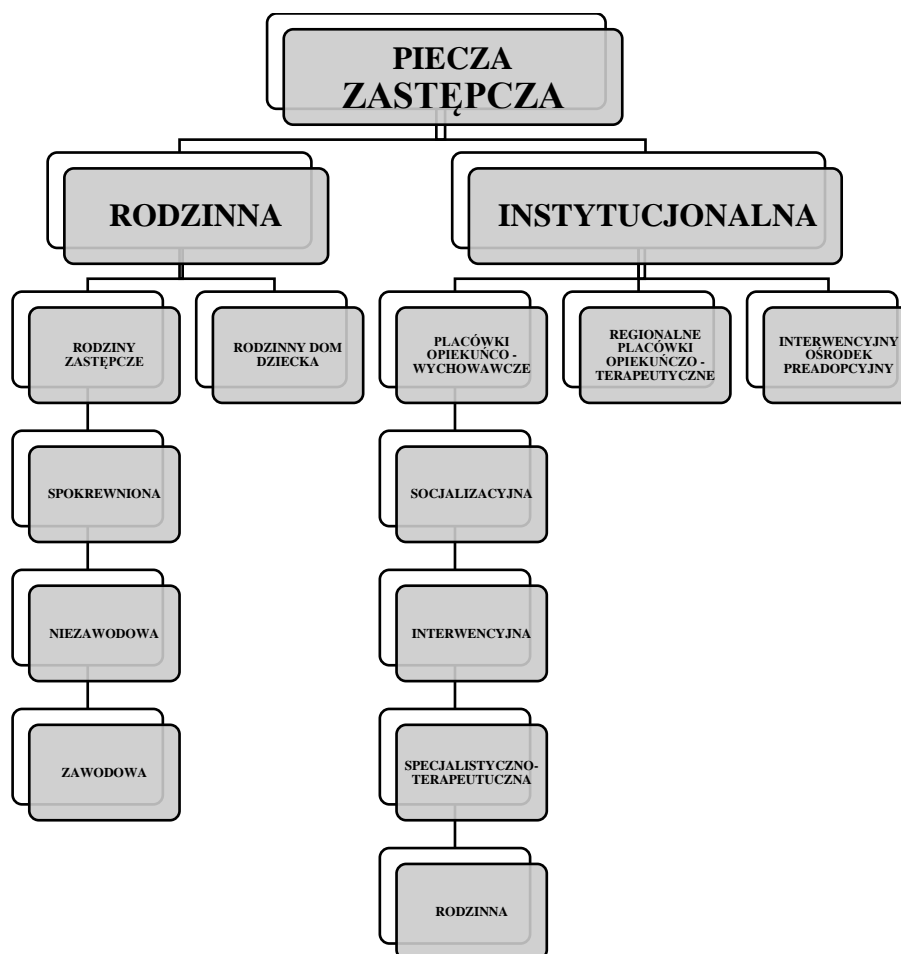 PIECZA
ZASTĘPCZA
RODZINNA
INSTYTUCJONALNA
RODZINY
ZASTĘPCZE
RODZINNY DOM
DZIECKA
PLACÓWKI
OPIEKUŃCO -
WYCHOWAWCZE
REGIONALNE
PLACÓWKI
OPIEKUŃCZO -
TERAPEUTYCZNE
INTERWENCYJNY
OŚRODEK
PREADOPCYJNY
SPOKREWNIONA
SOCJALIZACYJNA
NIEZAWODOWA
INTERWENCYJNA
ZAWODOWA
SPECJALISTYCZNO-
TERAPEUTUCZNA
RODZINNA